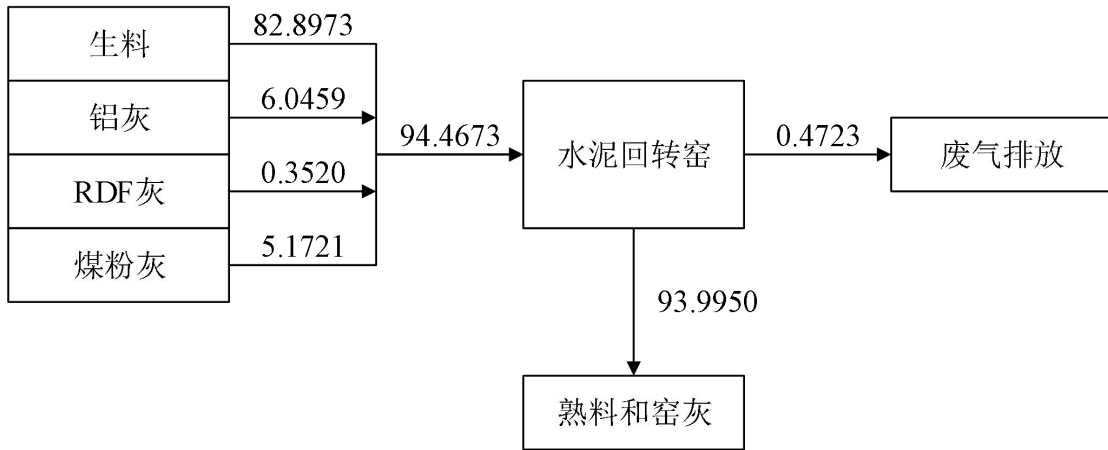 生料
82.8973
铝灰
6.0459
94.4673
水泥回转窑
0.4723
废气排放
RDF灰
0.3520
煤粉灰
5.1721
93.9950
熟料和窑灰